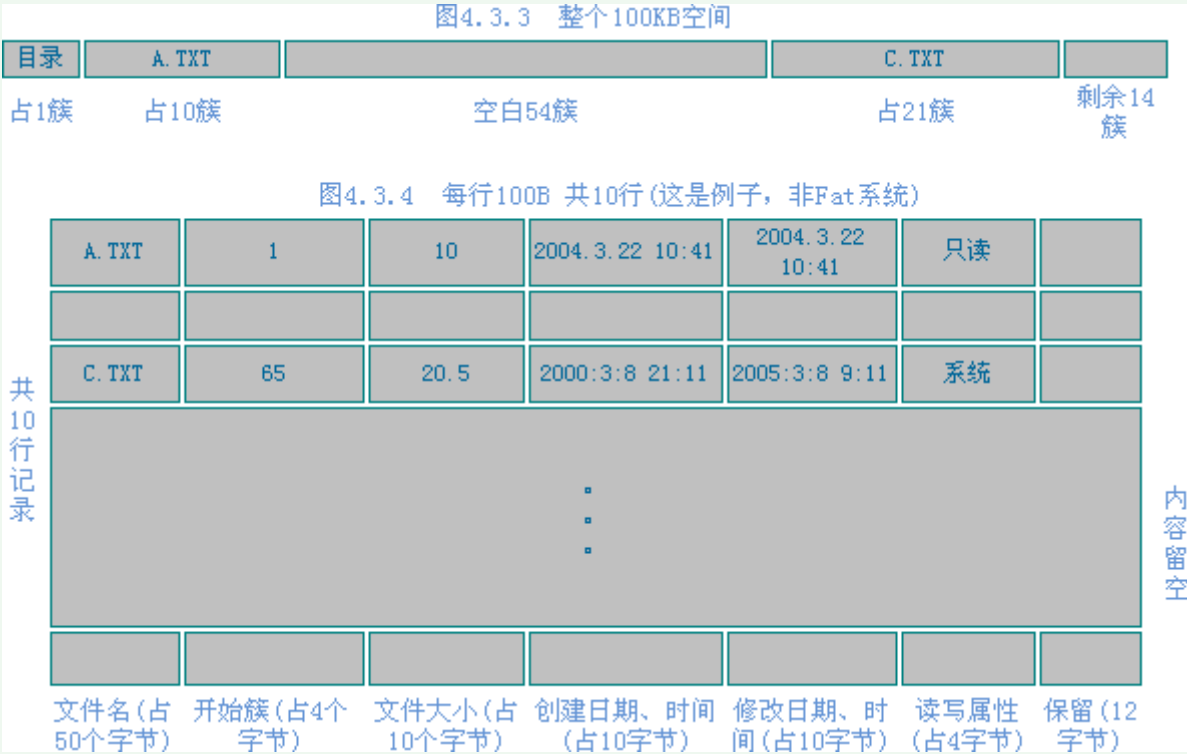 图4.3.3 整个100KB空间
目录 A.TXT C.TXT
占1簇 占10簇 空白54簇 占21簇 剩余14
簇
图4.3.4 每行100B 共10行(这是例子，非Fat系统)
A.TXT 1 10 2004.3.22 10:41 2004.3.22
10:41 只读
C.TXT 65 20.5 2000:3:8 21:11 2005:3:8 9:11 系统
共
10
行
记
录
内
容
留
空
文件名(占
50个字节)
开始簇(占4个
字节)
文件大小(占
10个字节)
创建日期、时间
(占10字节)
修改日期、时
间(占10字节)
读写属性
(占4字节)
保留(12
字节)